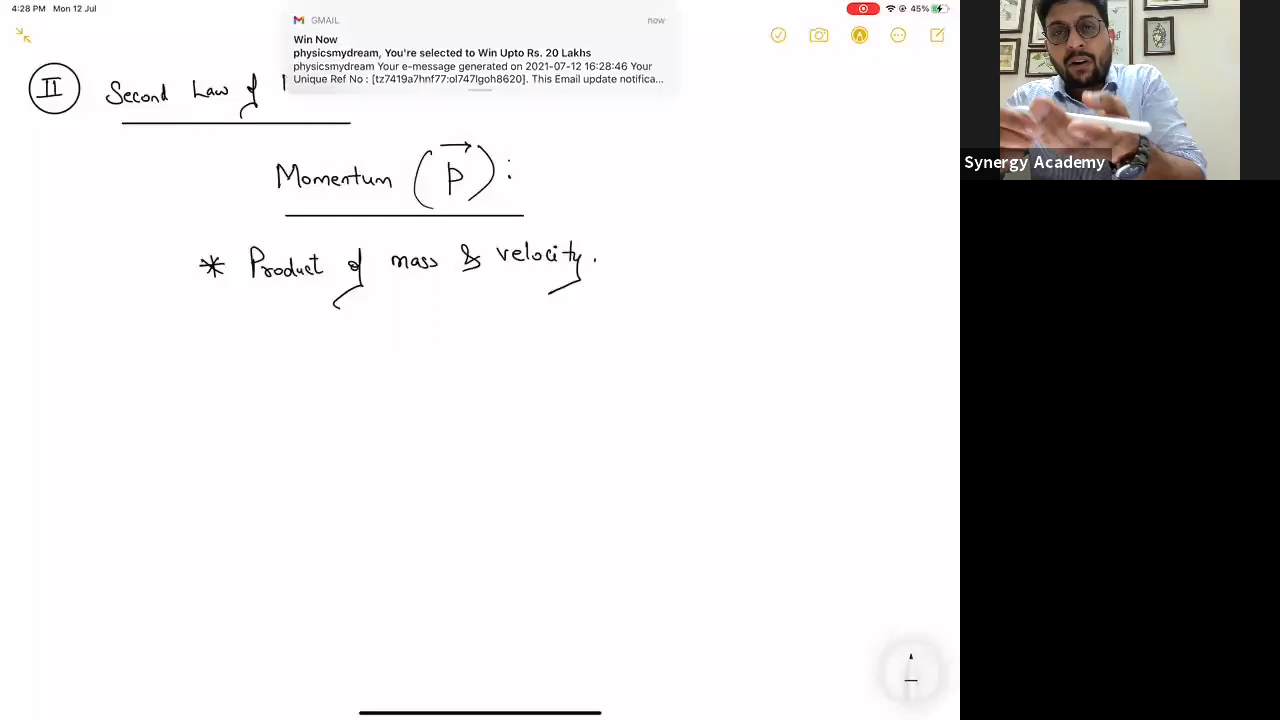 4:28 PM Mon 12 Jul
45%
GMAIL
now
Win Now
physicsmydream, You're selected to Win Upto Rs. 20 Lakhs
physicsmydream Your e-message generated on 2021-07-12 16:28:46 Your
Unique Ref No : [tz7419a7hnf77:ol747lgoh8620]. This Email update notifica...
II Second Law of
Momentum (p⃗) :
* Product of mass & velocity.
Synergy Academy